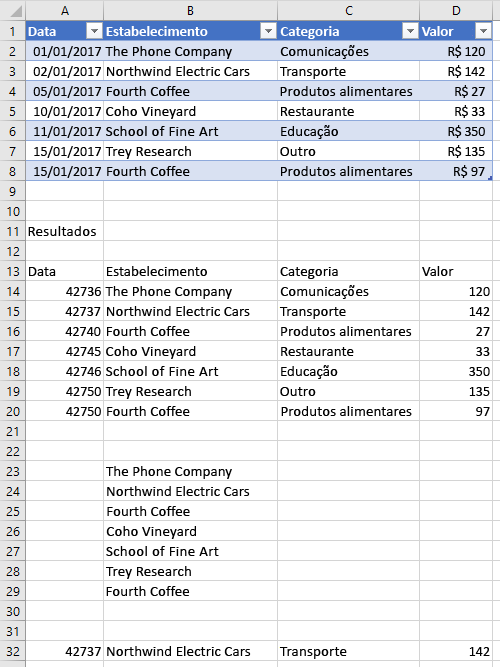 A B C D
1 Data Estabelecimento Categoria Valor
2 01/01/2017 The Phone Company Comunicações R$ 120
3 02/01/2017 Northwind Electric Cars Transporte R$ 142
4 05/01/2017 Fourth Coffee Produtos alimentares R$ 27
5 10/01/2017 Coho Vineyard Restaurante R$ 33
6 11/01/2017 School of Fine Art Educação R$ 350
7 15/01/2017 Trey Research Outro R$ 135
8 15/01/2017 Fourth Coffee Produtos alimentares R$ 97
9
10
11 Resultados
12
13 Data Estabelecimento Categoria Valor
14 42736 The Phone Company Comunicações 120
15 42737 Northwind Electric Cars Transporte 142
16 42740 Fourth Coffee Produtos alimentares 27
17 42745 Coho Vineyard Restaurante 33
18 42746 School of Fine Art Educação 350
19 42750 Trey Research Outro 135
20 42750 Fourth Coffee Produtos alimentares 97
21
22
23 The Phone Company
24 Northwind Electric Cars
25 Fourth Coffee
26 Coho Vineyard
27 School of Fine Art
28 Trey Research
29 Fourth Coffee
30
31
32 42737 Northwind Electric Cars Transporte 142